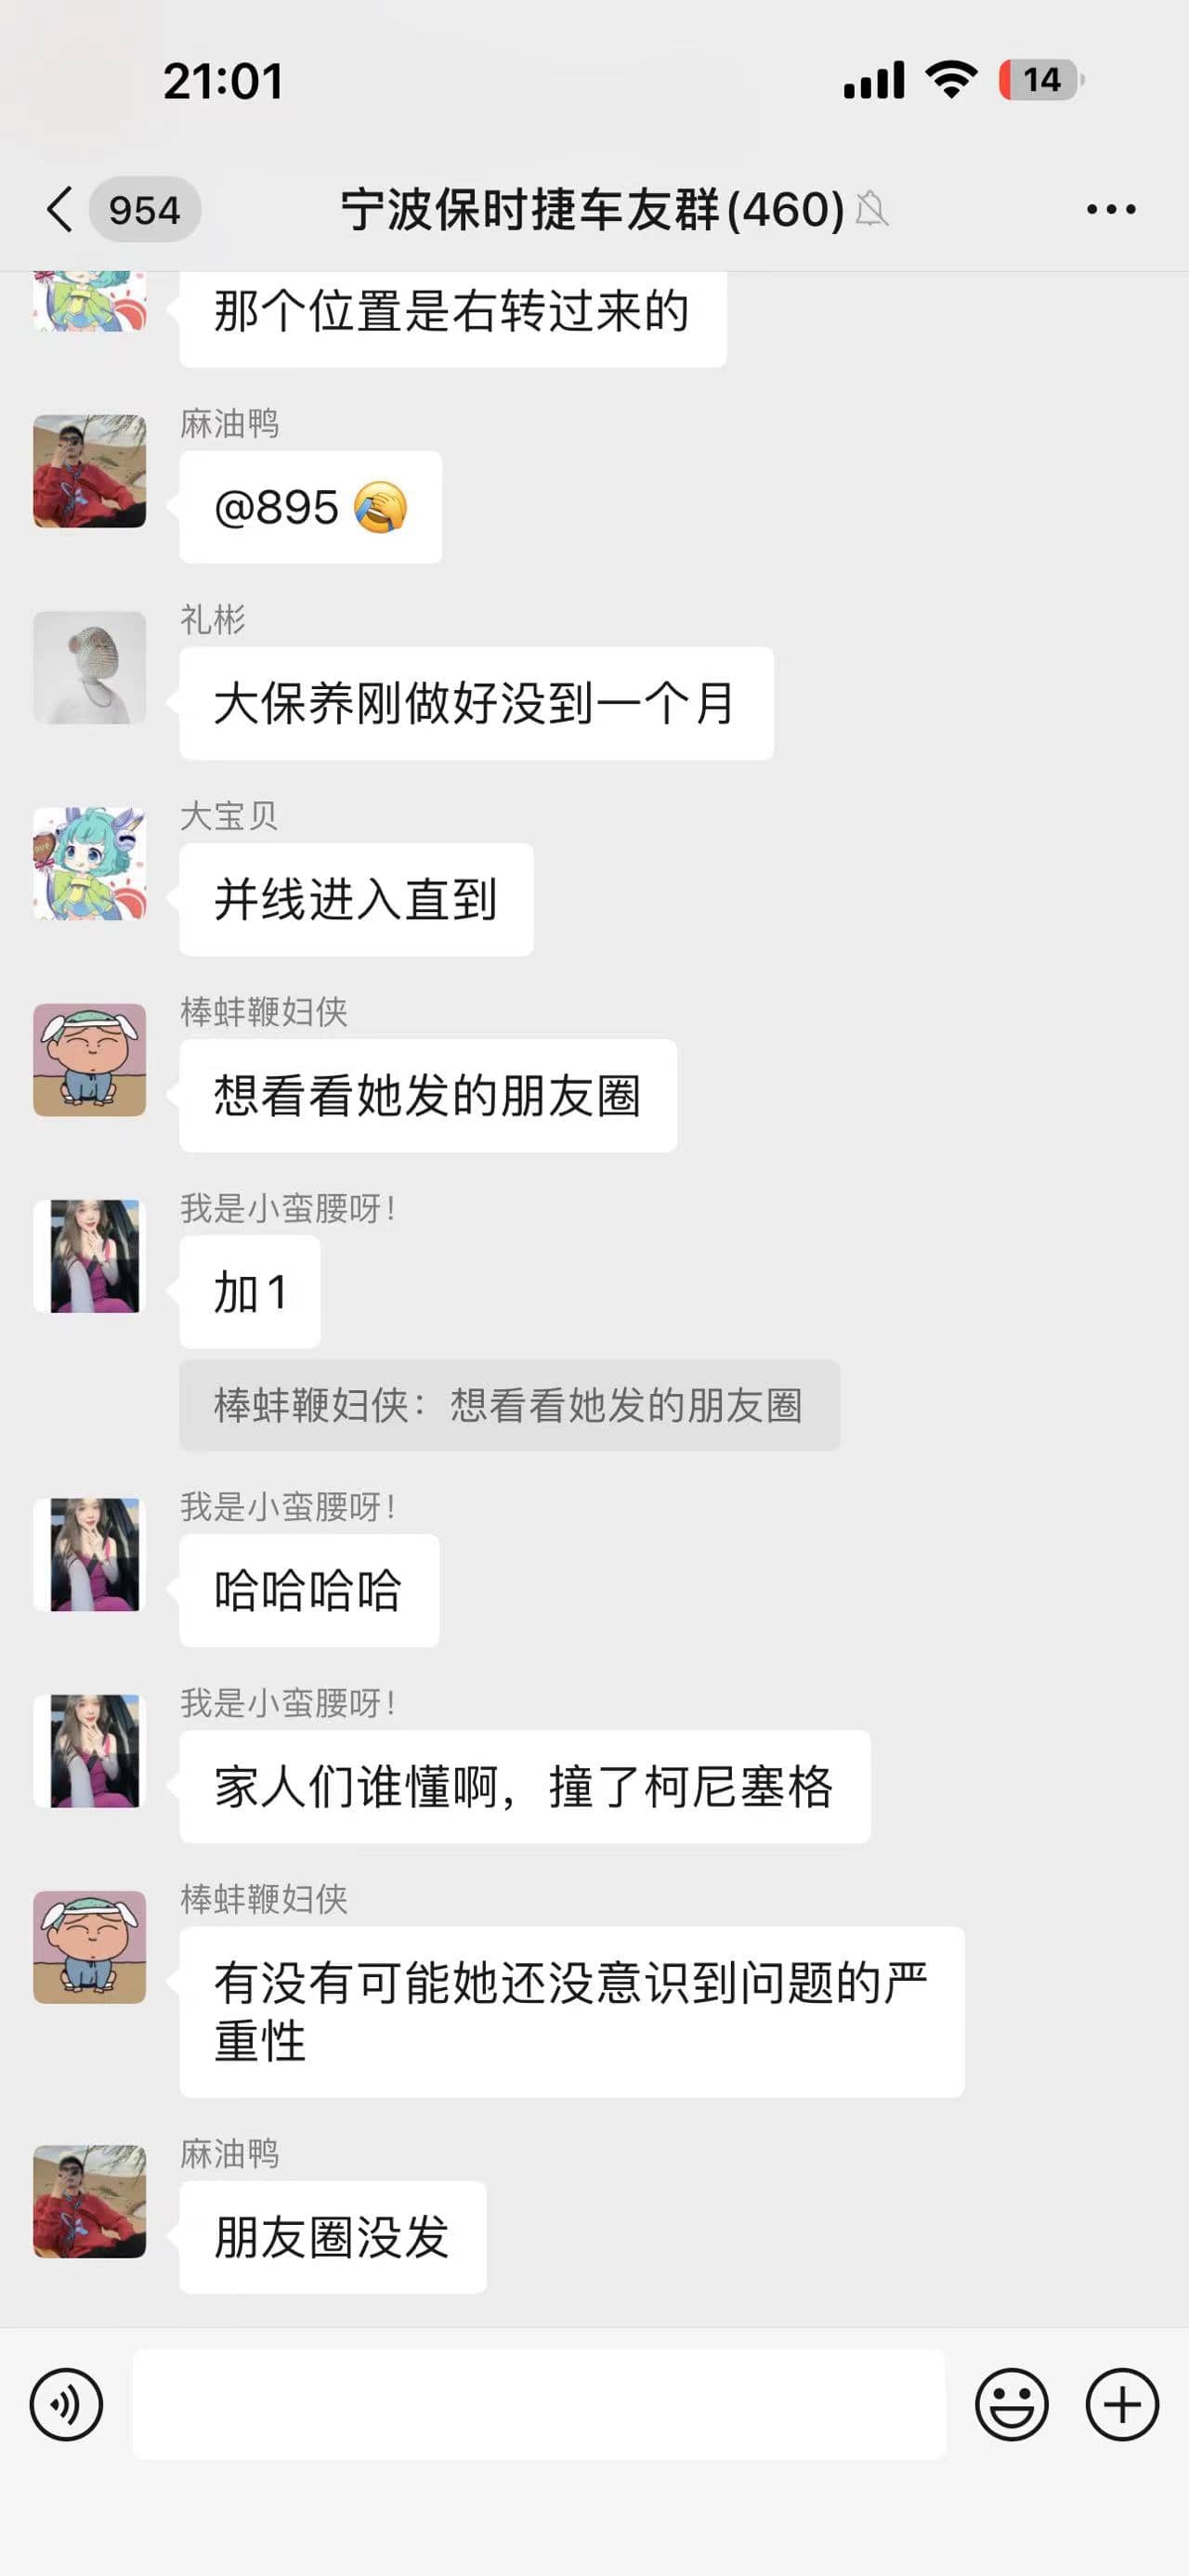 21:01
14
954
宁波保时捷车友群(460)
那个位置是右转过来的
麻油鸭
@895 🤦
礼彬
大保养刚做好没到一个月
大宝贝
并线进入直到
棒蚌鞭妇侠
想看看她发的朋友圈
我是小蛮腰呀!
加1
棒蚌鞭妇侠：想看看她发的朋友圈
我是小蛮腰呀!
哈哈哈哈
我是小蛮腰呀!
家人们谁懂啊，撞了柯尼塞格
棒蚌鞭妇侠
有没有可能她还没意识到问题的严
重性
麻油鸭
朋友圈没发